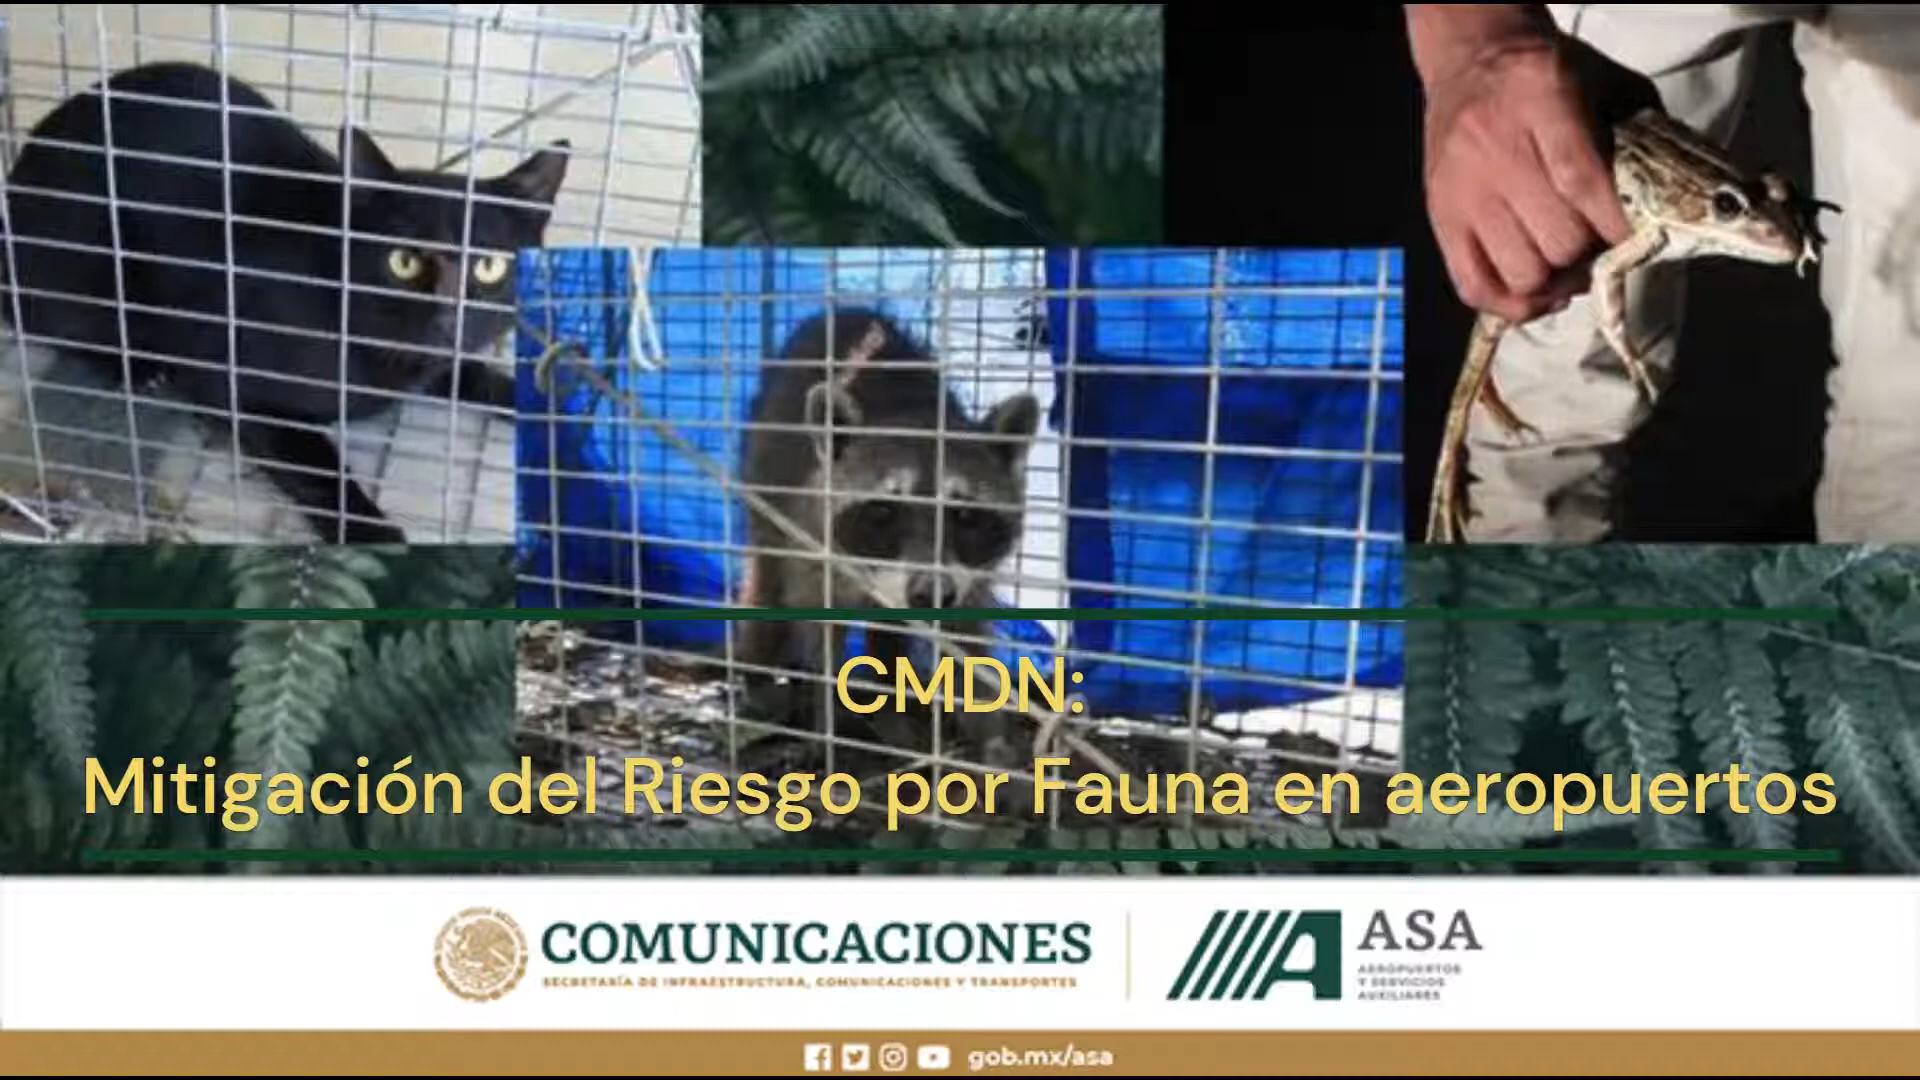 CMDN:
Mitigación del Riesgo por Fauna en aeropuertos
COMUNICACIONES
SECRETARÍA DE INFRAESTRUCTURA, COMUNICACIONES Y TRANSPORTES
ASA
AEROPUERTOS
Y SERVICIOS
AUXILIARES
gob.mx/asa